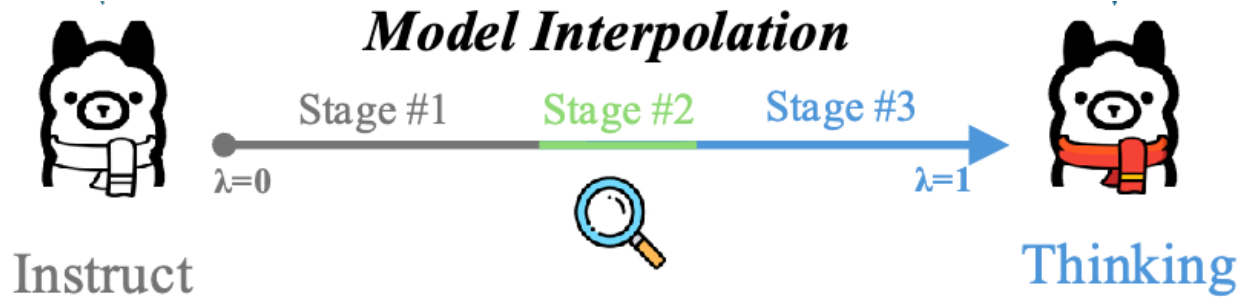 Model Interpolation
Stage #1 Stage #2 Stage #3
λ=0 λ=1
Instruct Thinking